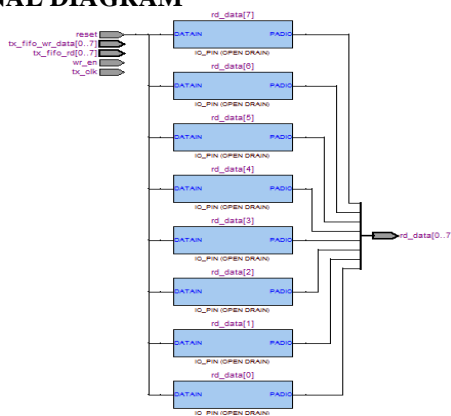 NAL DIAGRAM
rd_data[7]
reset
tx_fifo_wr_data[0..7]
tx_fifo_rd[0..7]
wr_en
tx_clk
DATAIN PADIO
IO_PIN (OPEN DRAIN)
rd_data[6]
DATAIN PADIO
IO_PIN (OPEN DRAIN)
rd_data[5]
DATAIN PADIO
IO_PIN (OPEN DRAIN)
rd_data[4]
DATAIN PADIO
IO_PIN (OPEN DRAIN)
rd_data[3]
DATAIN PADIO
rd_data[0..7
IO_PIN (OPEN DRAIN)
rd_data[2]
DATAIN PADIO
IO_PIN (OPEN DRAIN)
rd_data[1]
DATAIN PADIO
IO_PIN (OPEN DRAIN)
rd_data[0]
DATAIN PADIO
IO_PIN (OPEN DRAIN)